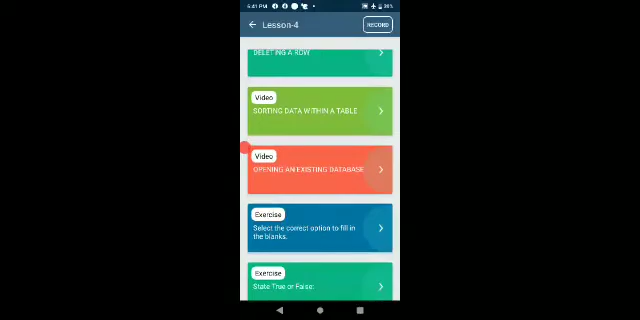 5:41 PM
38%
Lesson-4
RECORD
DELETING A ROW
Video
SORTING DATA WITHIN A TABLE
Video
OPENING AN EXISTING DATABASE
Exercise
Select the correct option to fill in
the blanks.
Exercise
State True or False: